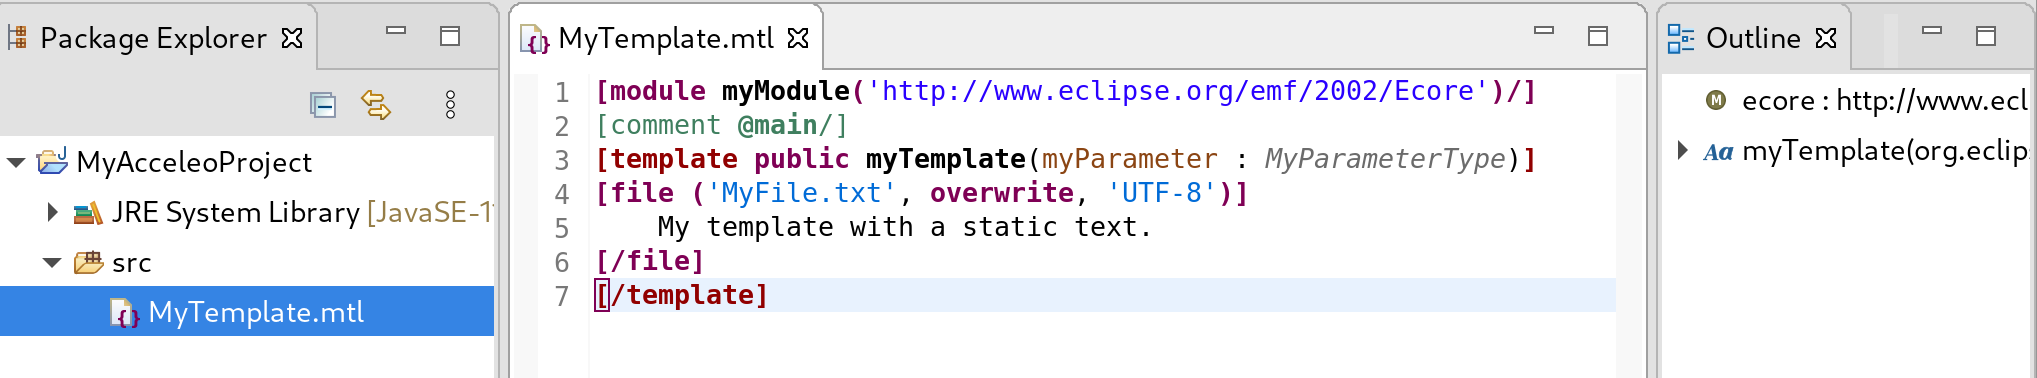 Package Explorer
MyAcceleoProject
JRE System Library [JavaSE-1
src
MyTemplate.mtl
MyTemplate.mtl
1 [module myModule('http://www.eclipse.org/emf/2002/Ecore')/]
2 [comment @main/]
3 [template public myTemplate(myParameter : MyParameterType)]
4 [file ('MyFile.txt', overwrite, 'UTF-8')]
5     My template with a static text.
6 [/file]
7 [/template]
Outline
M ecore : http://www.ecl
Aa myTemplate(org.eclip